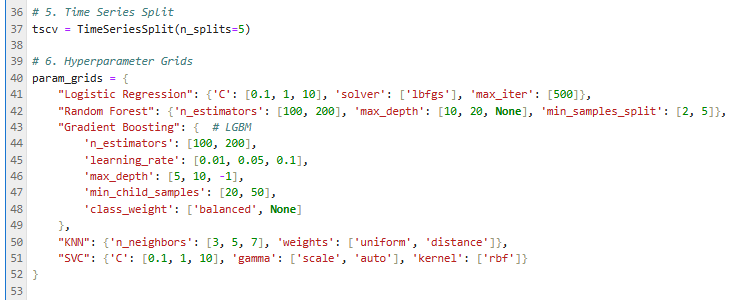 36 # 5. Time Series Split
37 tscv = TimeSeriesSplit(n_splits=5)
38
39 # 6. Hyperparameter Grids
40 param_grids = {
41     "Logistic Regression": {'C': [0.1, 1, 10], 'solver': ['lbfgs'], 'max_iter': [500]},
42     "Random Forest": {'n_estimators': [100, 200], 'max_depth': [10, 20, None], 'min_samples_split': [2, 5]},
43     "Gradient Boosting": {  # LGBM
44         'n_estimators': [100, 200],
45         'learning_rate': [0.01, 0.05, 0.1],
46         'max_depth': [5, 10, -1],
47         'min_child_samples': [20, 50],
48         'class_weight': ['balanced', None]
49     },
50     "KNN": {'n_neighbors': [3, 5, 7], 'weights': ['uniform', 'distance']},
51     "SVC": {'C': [0.1, 1, 10], 'gamma': ['scale', 'auto'], 'kernel': ['rbf']}
52 }
53